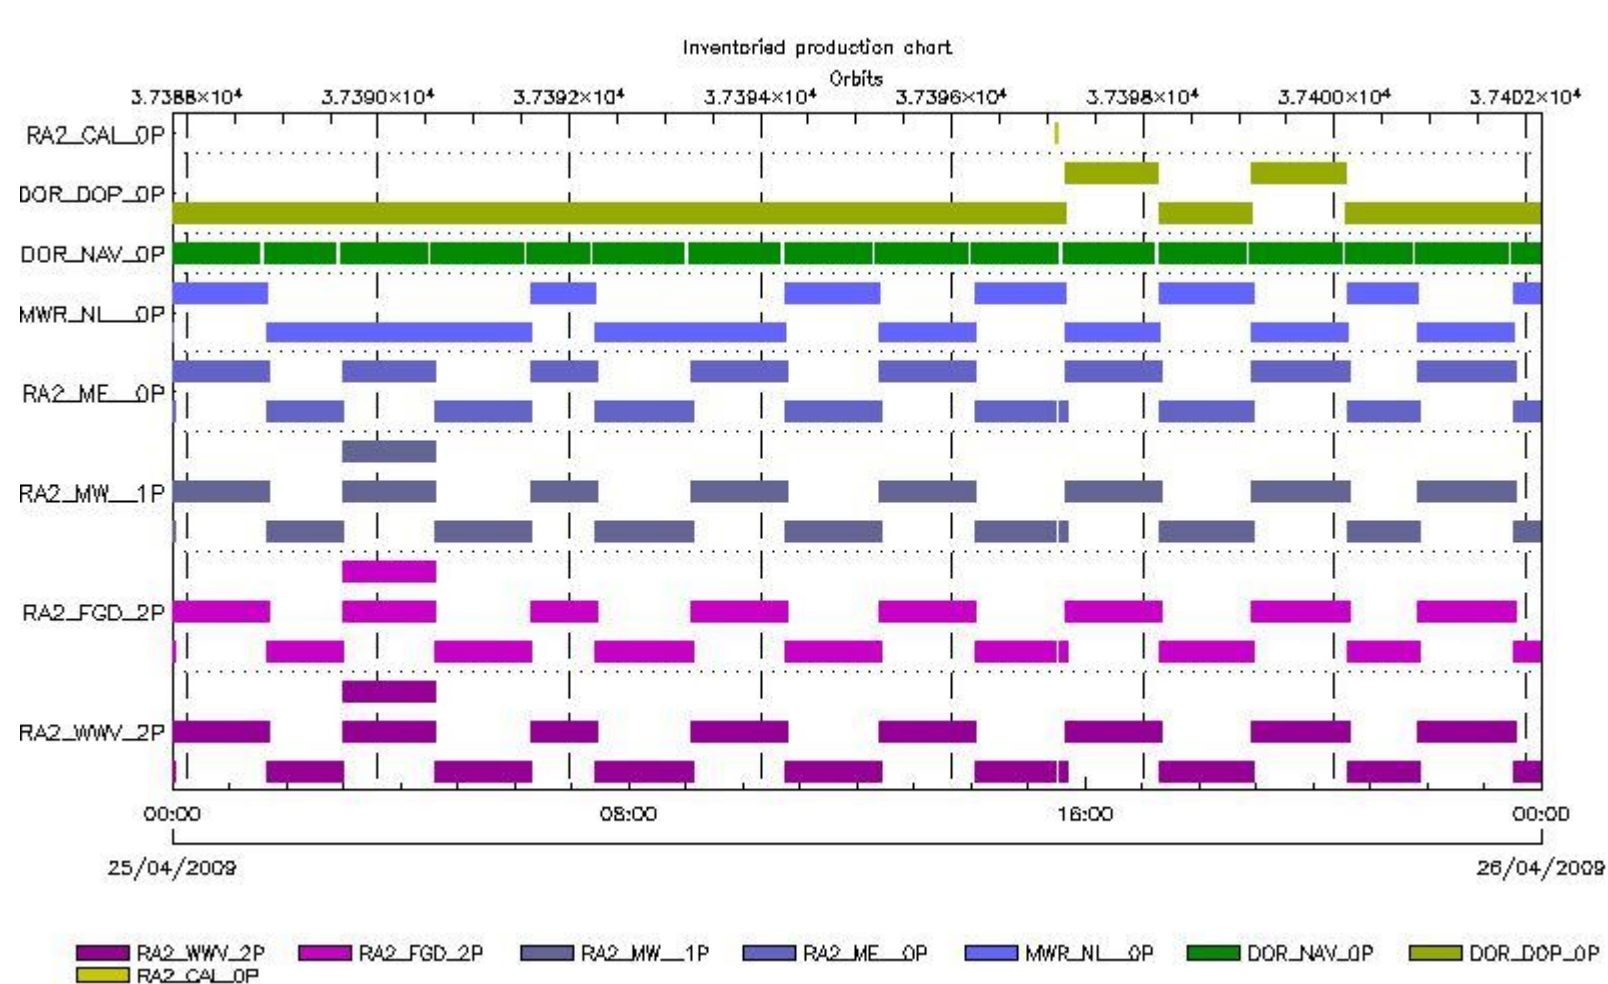 Inventoried production chart
Orbits
3.7388×10⁴ 3.7390×10⁴ 3.7392×10⁴ 3.7394×10⁴ 3.7396×10⁴ 3.7398×10⁴ 3.7400×10⁴ 3.7402×10⁴
RA2_CAL_0P
DOR_DOP_0P
DOR_NAV_0P
MWR_NL__0P
RA2_ME__0P
RA2_MW__1P
RA2_FGD_2P
RA2_WWV_2P
00:00 08:00 16:00 00:00
25/04/2009 26/04/2009
RA2_WWV_2P RA2_FGD_2P RA2_MW__1P RA2_ME__0P MWR_NL__0P DOR_NAV_0P DOR_DOP_0P
RA2_CAL_0P